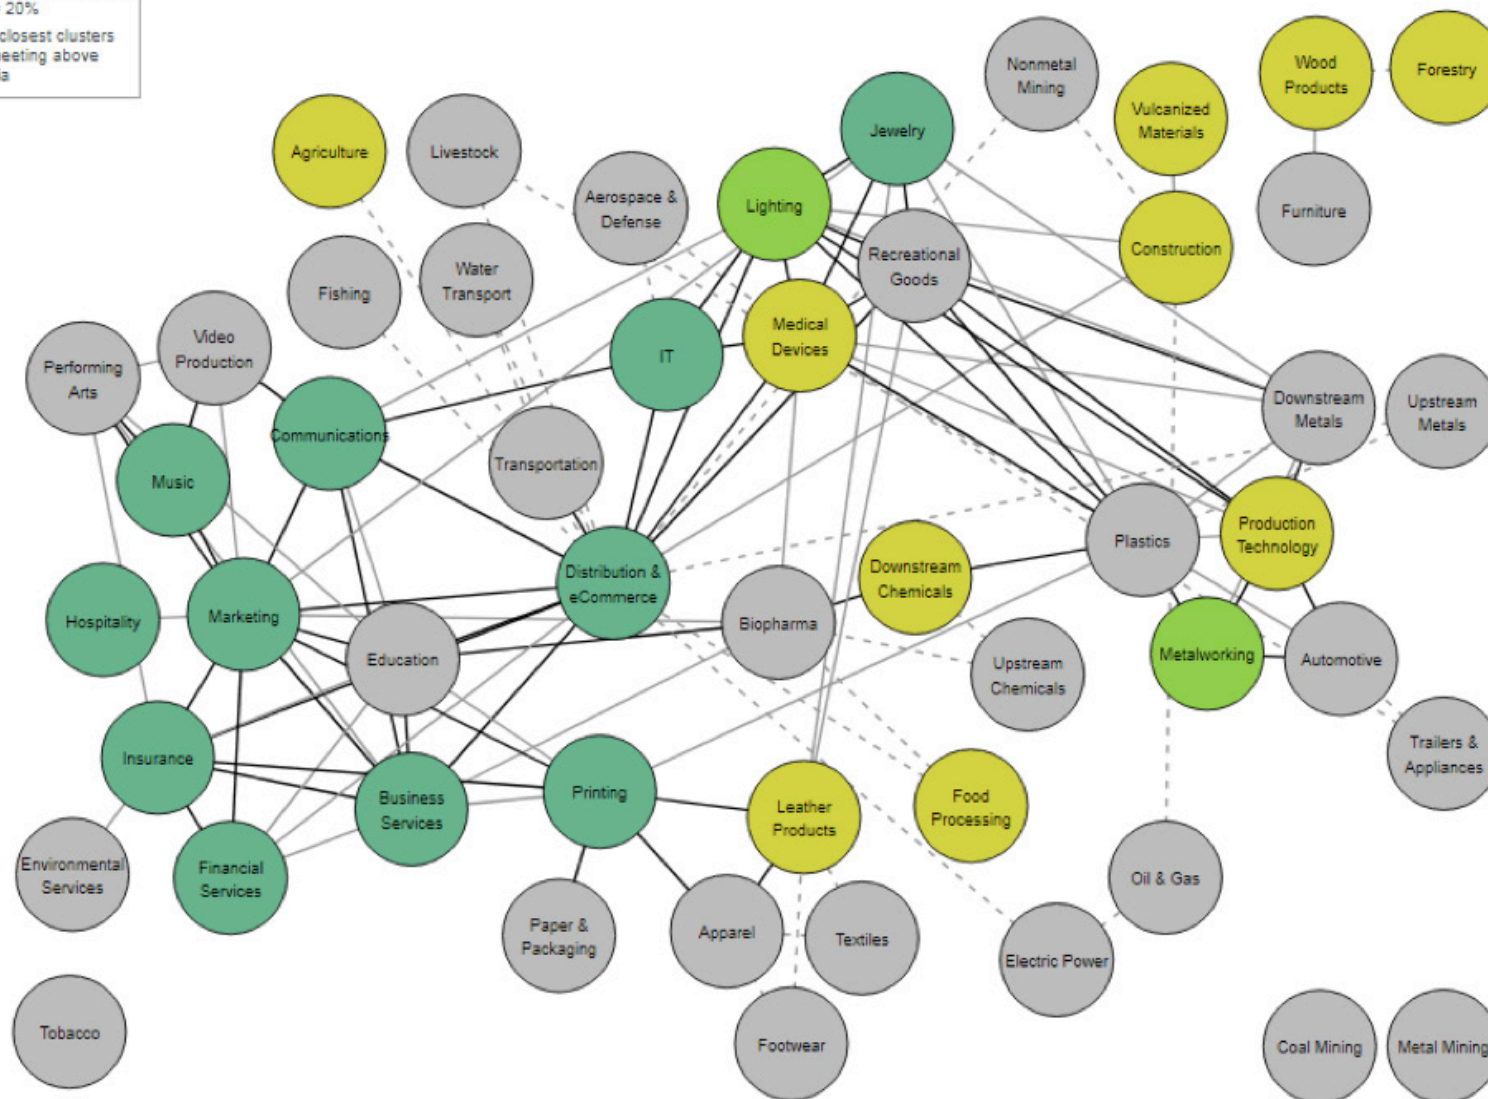 20%
closest clusters
above
Nonmetal
Mining
Wood
Products
Forestry
Vulcanized
Materials
Jewelry
Agriculture
Livestock
Aerospace &
Defense
Lighting
Furniture
Construction
Recreational
Goods
Fishing
Water
Transport
Video
Production
Medical
Devices
IT
Performing
Arts
Downstream
Metals
Upstream
Metals
Communications
Transportation
Music
Production
Technology
Plastics
Distribution &
eCommerce
Downstream
Chemicals
Hospitality
Marketing
Biopharma
Education
Upstream
Chemicals
Metalworking
Automotive
Trailers &
Appliances
Insurance
Business
Services
Printing
Leather
Products
Food
Processing
Environmental
Services
Financial
Services
Oil & Gas
Paper &
Packaging
Apparel
Textiles
Electric Power
Tobacco
Footwear
Coal Mining
Metal Mining